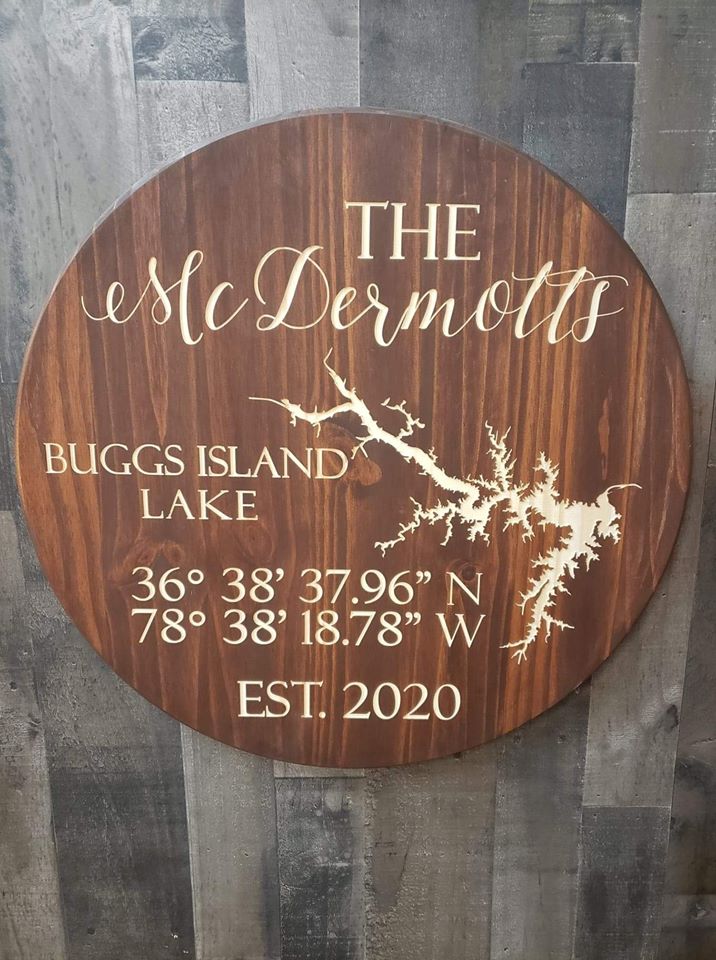 THE
McDermotts
BUGGS ISLAND
LAKE
36° 38’ 37.96” N
78° 38’ 18.78” W
EST. 2020